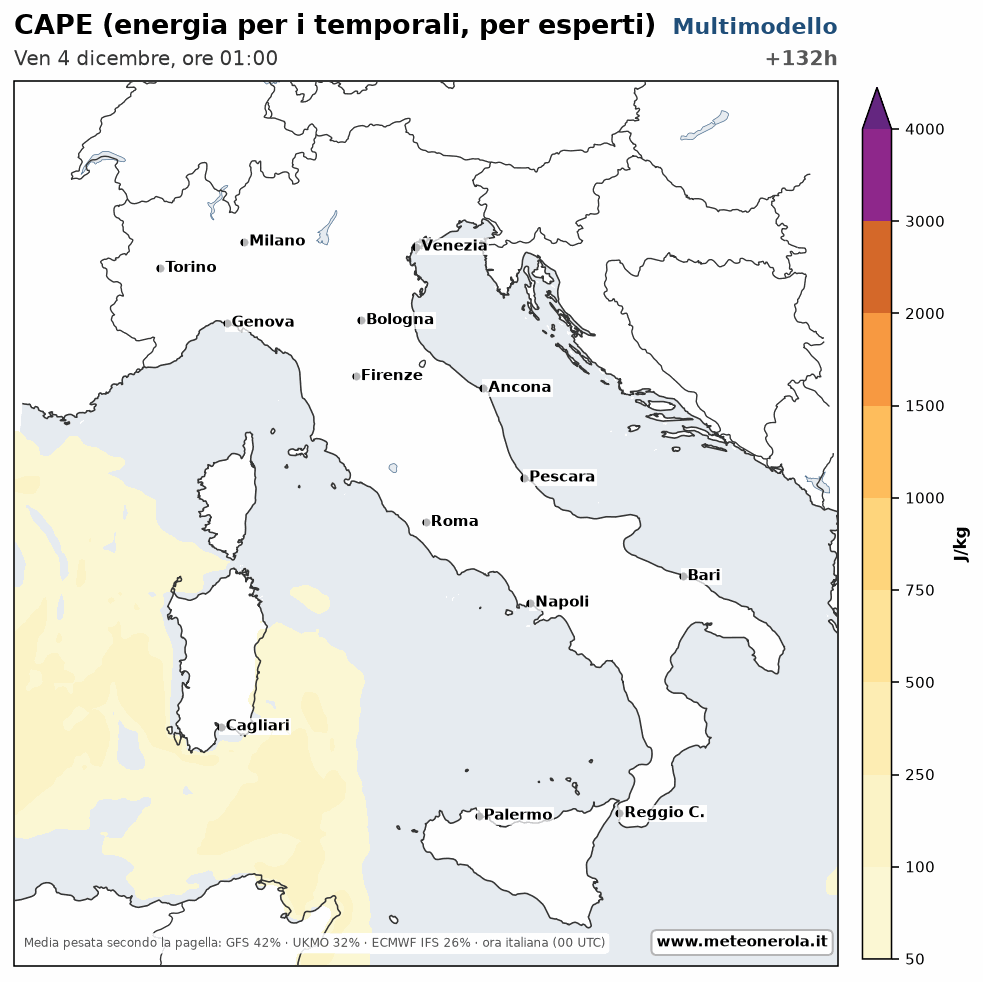 CAPE (energia per i temporali, per esperti)
Multimodello
Ven 4 dicembre, ore 01:00
+132h
4000
3000
2000
1500
1000
750
500
250
100
50
J/kg
Milano
Venezia
Torino
Genova
Bologna
Firenze
Ancona
Pescara
Roma
Bari
Napoli
Cagliari
Palermo
Reggio C.
Media pesata secondo la pagella: GFS 42% · UKMO 32% · ECMWF IFS 26% · ora italiana (00 UTC)
www.meteonerola.it